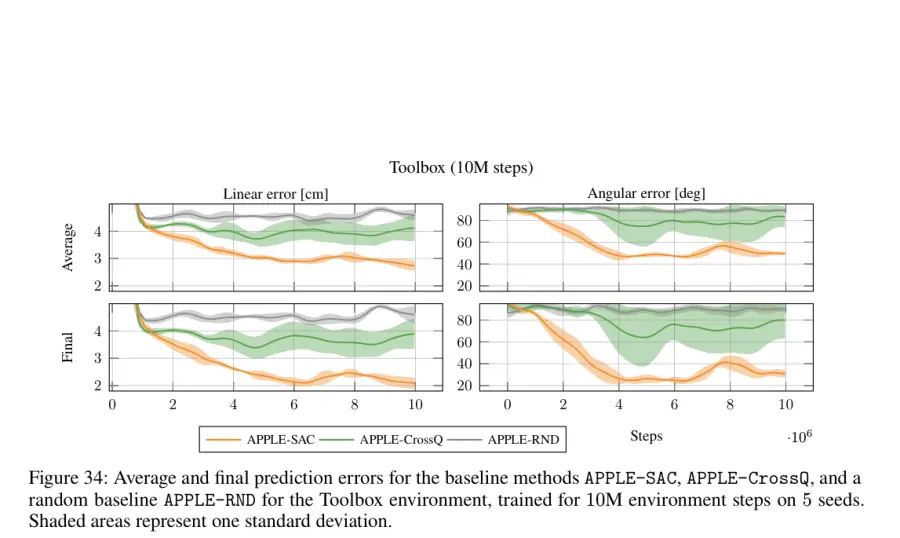 Toolbox (10M steps)
Linear error [cm]
Angular error [deg]
Average
4
3
2
80
60
40
20
Final
4
3
2
80
60
40
20
0 2 4 6 8 10
0 2 4 6 8 10
APPLE-SAC APPLE-CrossQ APPLE-RND
Steps
·10⁶
Figure 34: Average and final prediction errors for the baseline methods APPLE-SAC, APPLE-CrossQ, and a
random baseline APPLE-RND for the Toolbox environment, trained for 10M environment steps on 5 seeds.
Shaded areas represent one standard deviation.